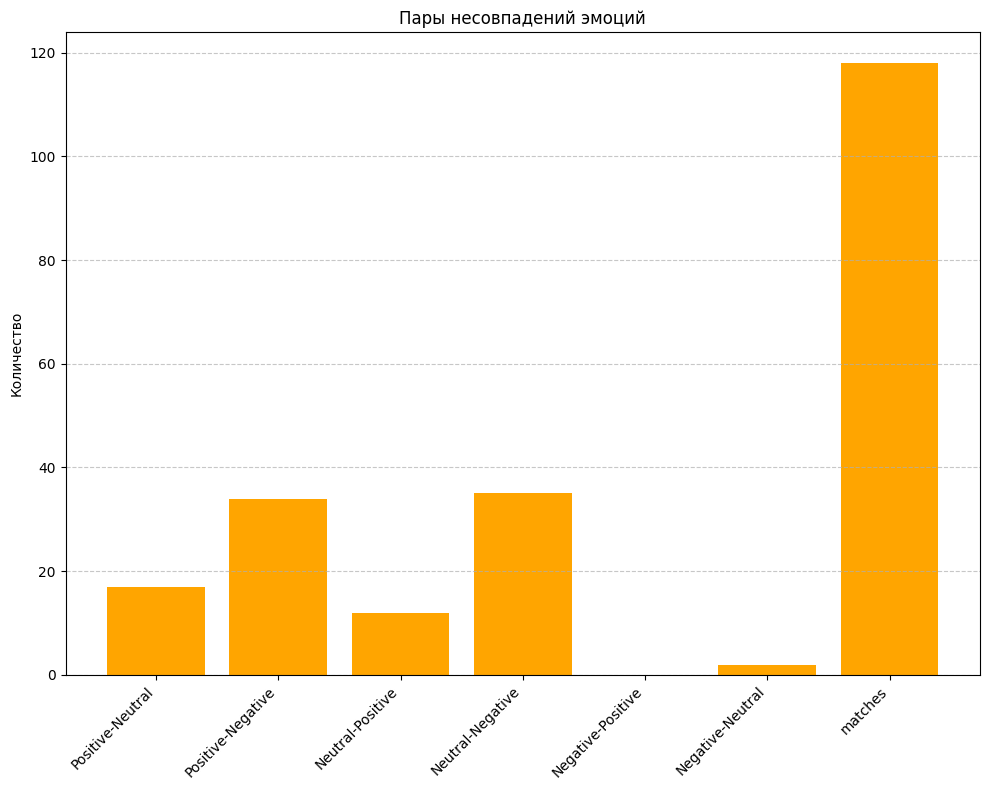 Пары несовпадений эмоций
Количество
120
100
80
60
40
20
0
Positive-Neutral
Positive-Negative
Neutral-Positive
Neutral-Negative
Negative-Positive
Negative-Neutral
matches